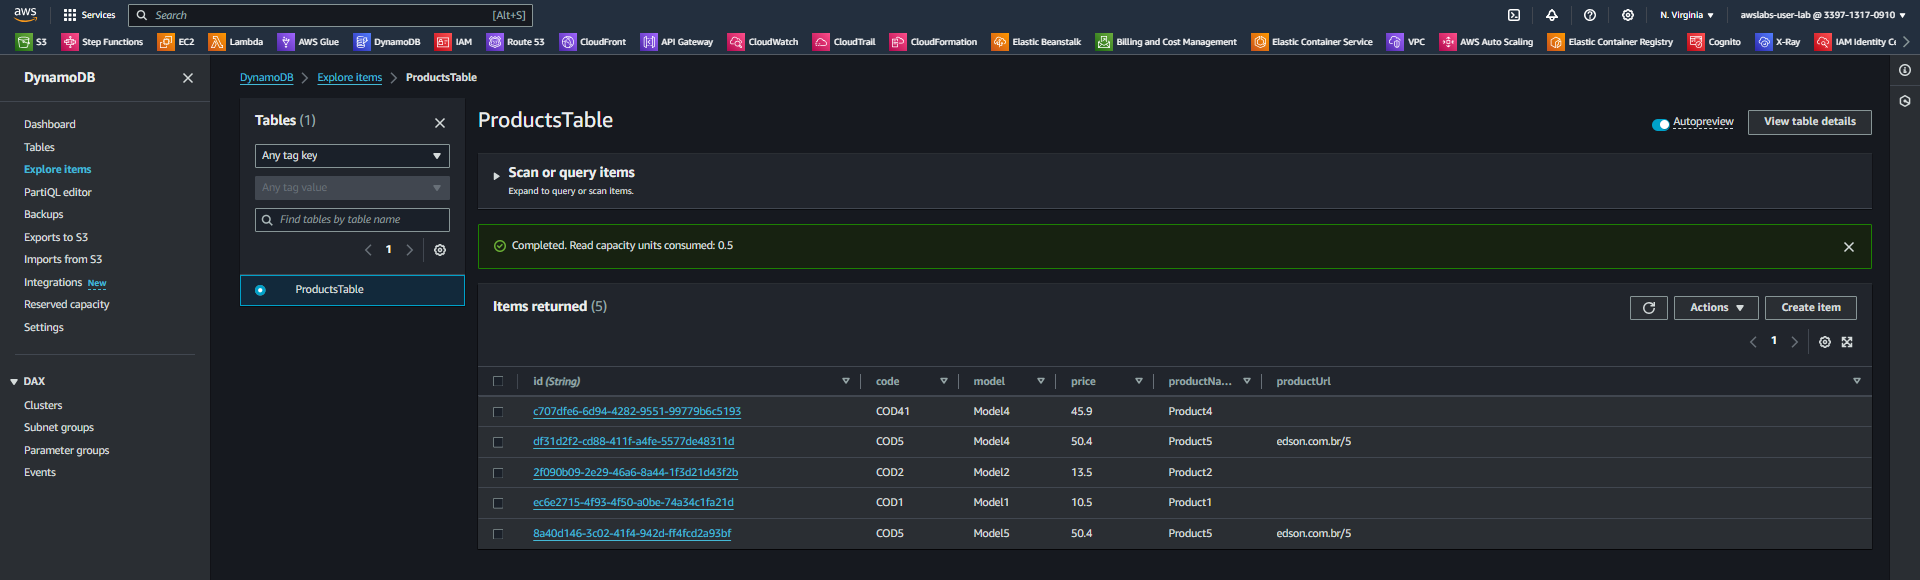 aws Services Search [Alt+S] N. Virginia awslabs-user-lab @ 3397-1317-0910
S3 Step Functions EC2 Lambda AWS Glue DynamoDB IAM Route 53 CloudFront API Gateway CloudWatch CloudTrail CloudFormation Elastic Beanstalk Billing and Cost Management Elastic Container Service VPC AWS Auto Scaling Elastic Container Registry Cognito X-Ray IAM Identity Ce
DynamoDB
Dashboard
Tables
Explore items
PartiQL editor
Backups
Exports to S3
Imports from S3
Integrations New
Reserved capacity
Settings
DAX
Clusters
Subnet groups
Parameter groups
Events
DynamoDB Explore items ProductsTable
Tables (1)
Any tag key
Any tag value
Find tables by table name
1
ProductsTable
ProductsTable
Autopreview View table details
Scan or query items
Expand to query or scan items.
Completed. Read capacity units consumed: 0.5
Items returned (5)
Actions Create item
1
id (String) code model price productNa... productUrl
c707dfe6-6d94-4282-9551-99779b6c5193 COD41 Model4 45.9 Product4
df31d2f2-cd88-411f-a4fe-5577de48311d COD5 Model4 50.4 Product5 edson.com.br/5
2f090b09-2e29-46a6-8a44-1f3d21d43f2b COD2 Model2 13.5 Product2
ec6e2715-4f93-4f50-a0be-74a34c1fa21d COD1 Model1 10.5 Product1
8a40d146-3c02-41f4-942d-ff4fcd2a93bf COD5 Model5 50.4 Product5 edson.com.br/5